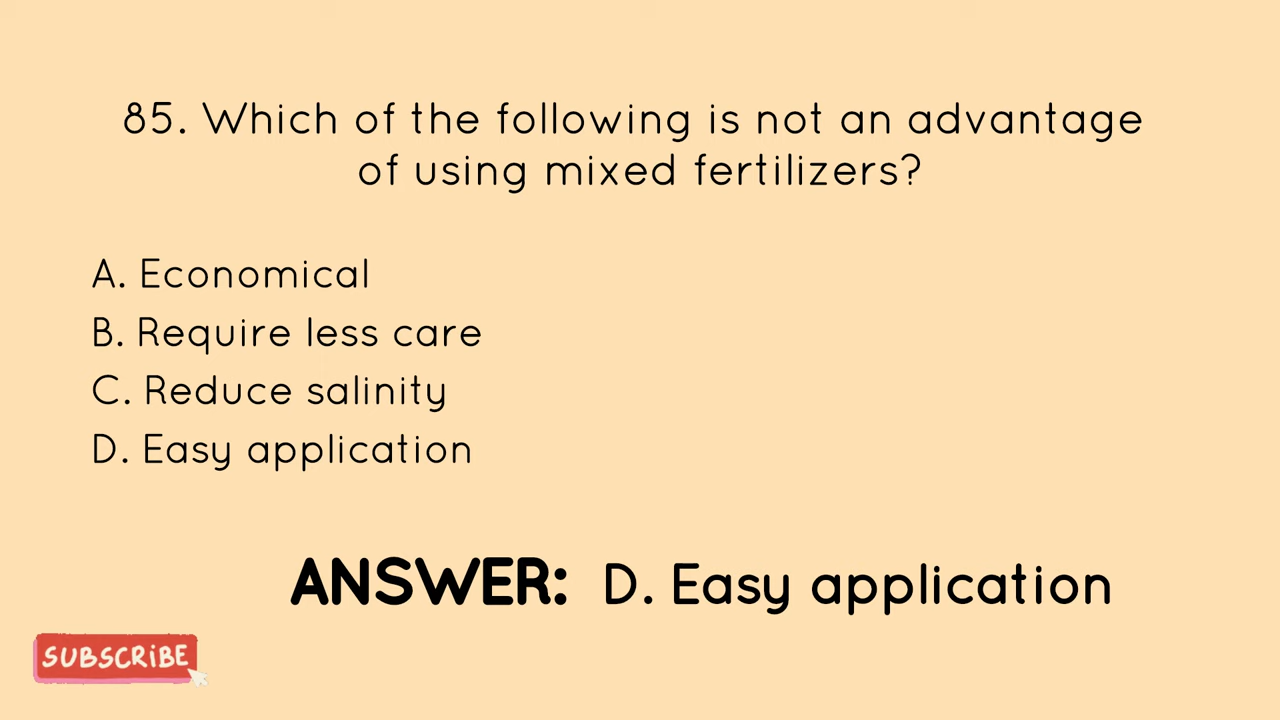 85. Which of the following is not an advantage
of using mixed fertilizers?
A. Economical
B. Require less care
C. Reduce salinity
D. Easy application
ANSWER: D. Easy application
SUBSCRIBE